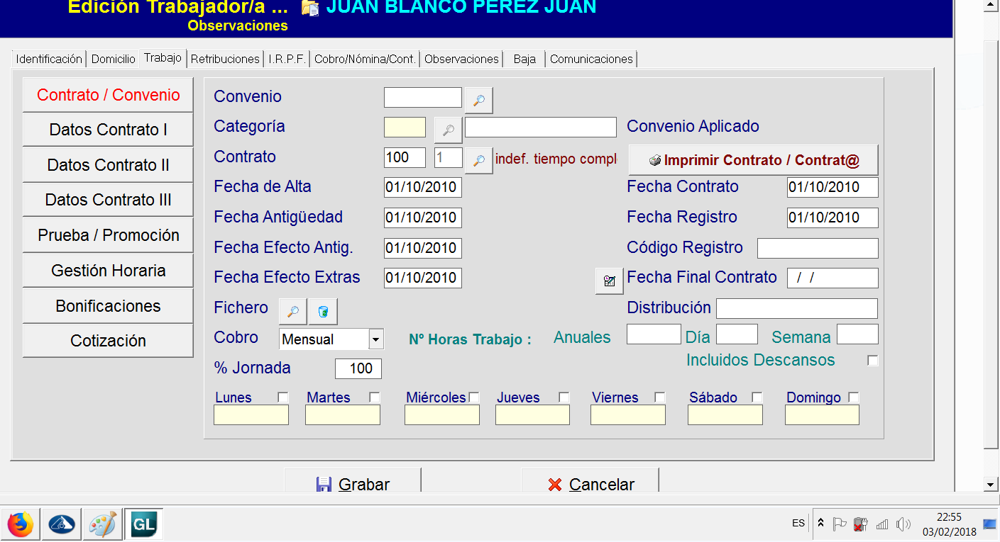 Edición Trabajador/a ... JUAN BLANCO PEREZ JUAN
Observaciones
Identificación Domicilio Trabajo Retribuciones I.R.P.F. Cobro/Nómina/Cont. Observaciones Baja Comunicaciones
Contrato / Convenio
Datos Contrato I
Datos Contrato II
Datos Contrato III
Prueba / Promoción
Gestión Horaria
Bonificaciones
Cotización
Convenio
Categoría Convenio Aplicado
Contrato 100 1 indef. tiempo compl Imprimir Contrato / Contrat@
Fecha de Alta 01/10/2010 Fecha Contrato 01/10/2010
Fecha Antigüedad 01/10/2010 Fecha Registro 01/10/2010
Fecha Efecto Antig. 01/10/2010 Código Registro
Fecha Efecto Extras 01/10/2010 Fecha Final Contrato / /
Fichero Distribución
Cobro Mensual Nº Horas Trabajo : Anuales Día Semana
Incluidos Descansos
% Jornada 100
Lunes Martes Miércoles Jueves Viernes Sábado Domingo
Grabar Cancelar
GL ES 22:55
03/02/2018